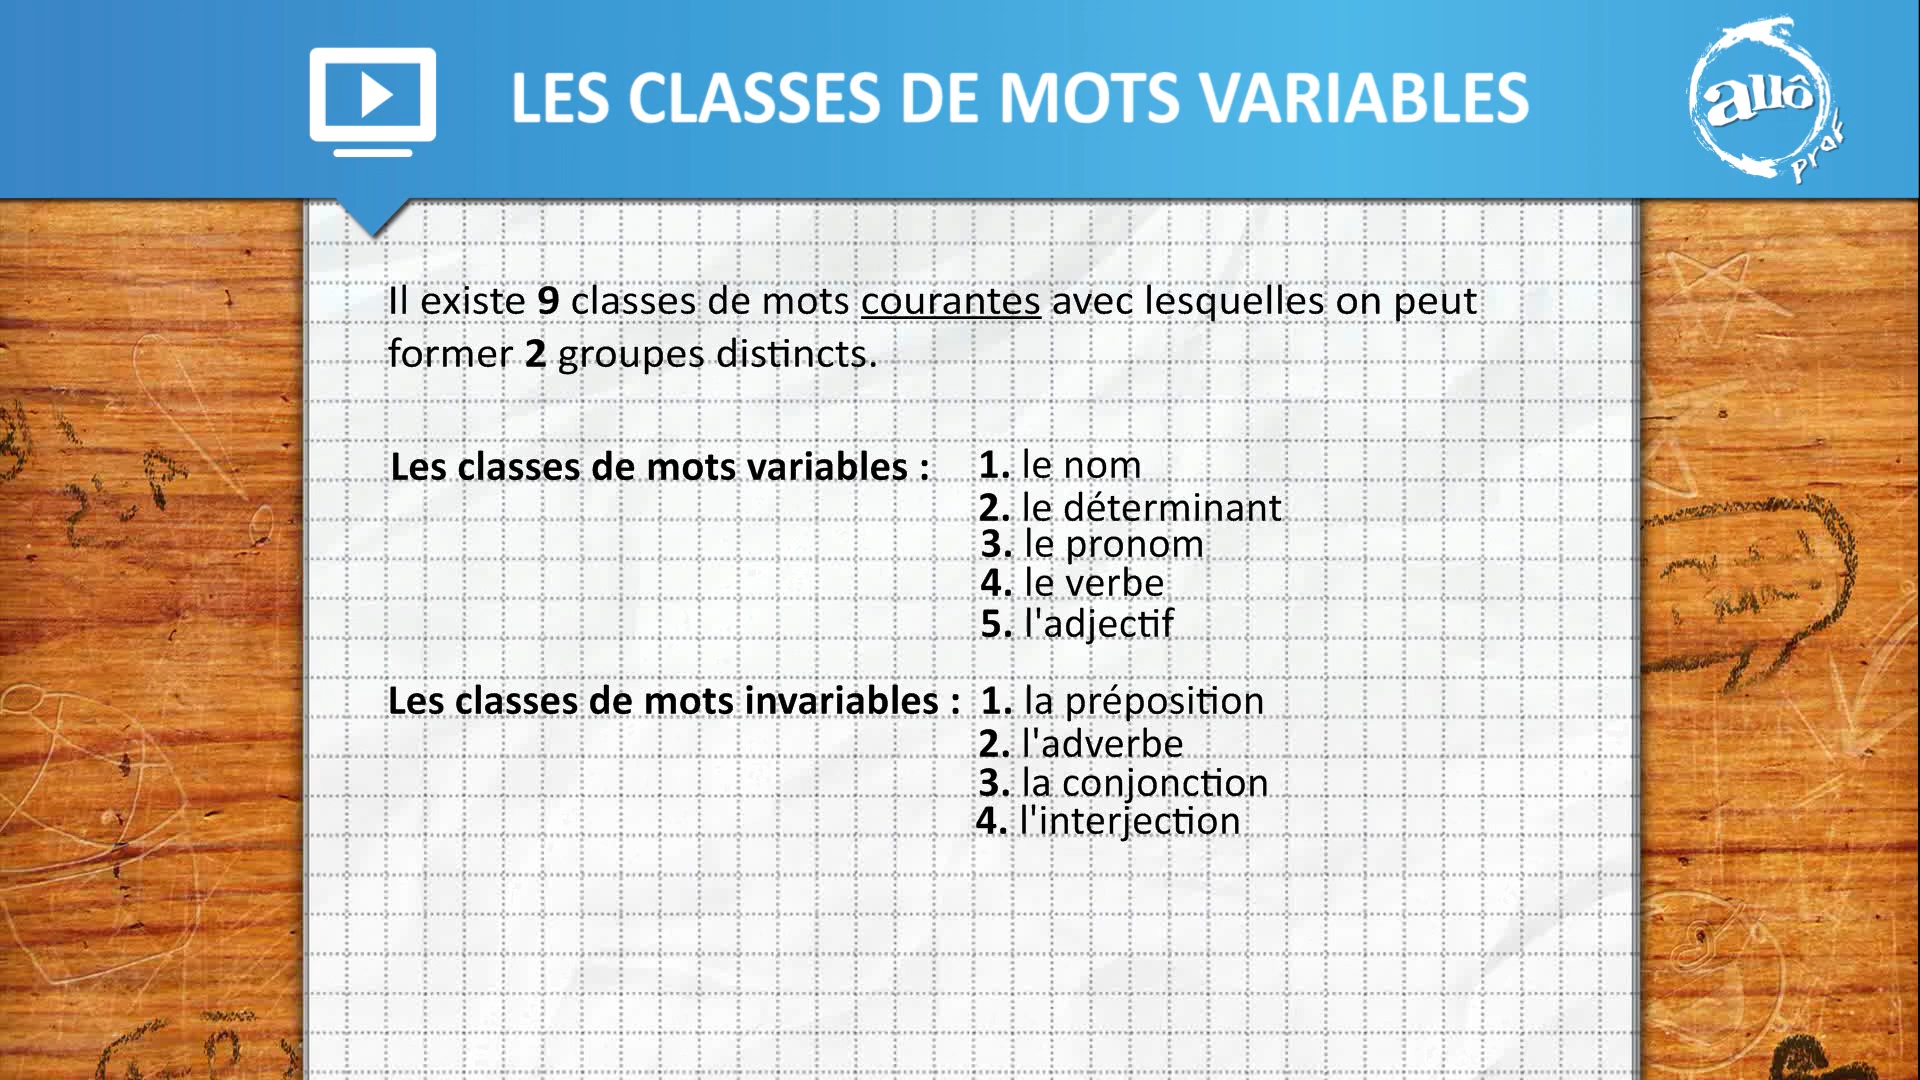 LES CLASSES DE MOTS VARIABLES
allô
prof
Il existe 9 classes de mots courantes avec lesquelles on peut
former 2 groupes distincts.
Les classes de mots variables : 1. le nom
2. le déterminant
3. le pronom
4. le verbe
5. l'adjectif
Les classes de mots invariables : 1. la préposition
2. l'adverbe
3. la conjonction
4. l'interjection